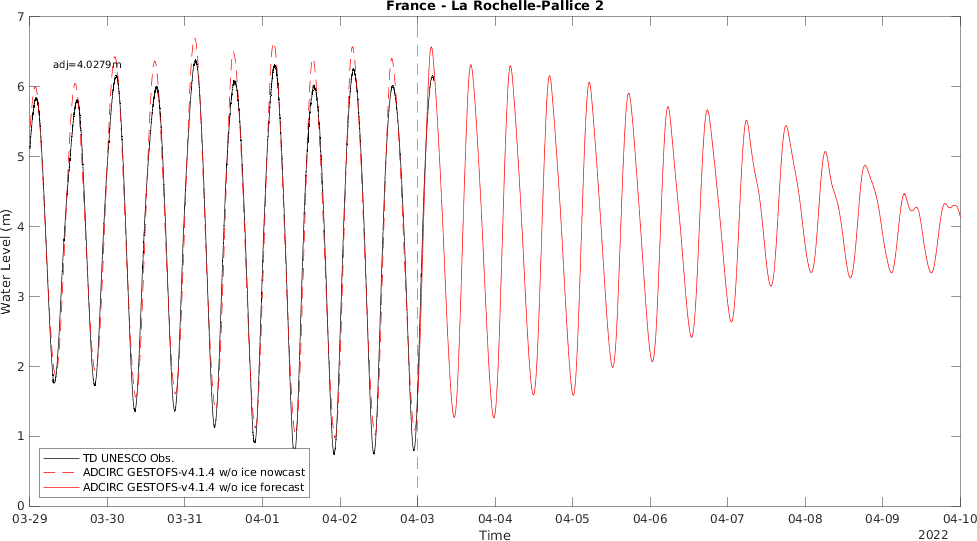 France - La Rochelle-Pallice 2
7
adj=4.0279m
6
5
4
3
2
1
0
Water Level (m)
TD UNESCO Obs.
ADCIRC GESTOFS-v4.1.4 w/o ice nowcast
ADCIRC GESTOFS-v4.1.4 w/o ice forecast
03-29 03-30 03-31 04-01 04-02 04-03 04-04 04-05 04-06 04-07 04-08 04-09 04-10
Time
2022